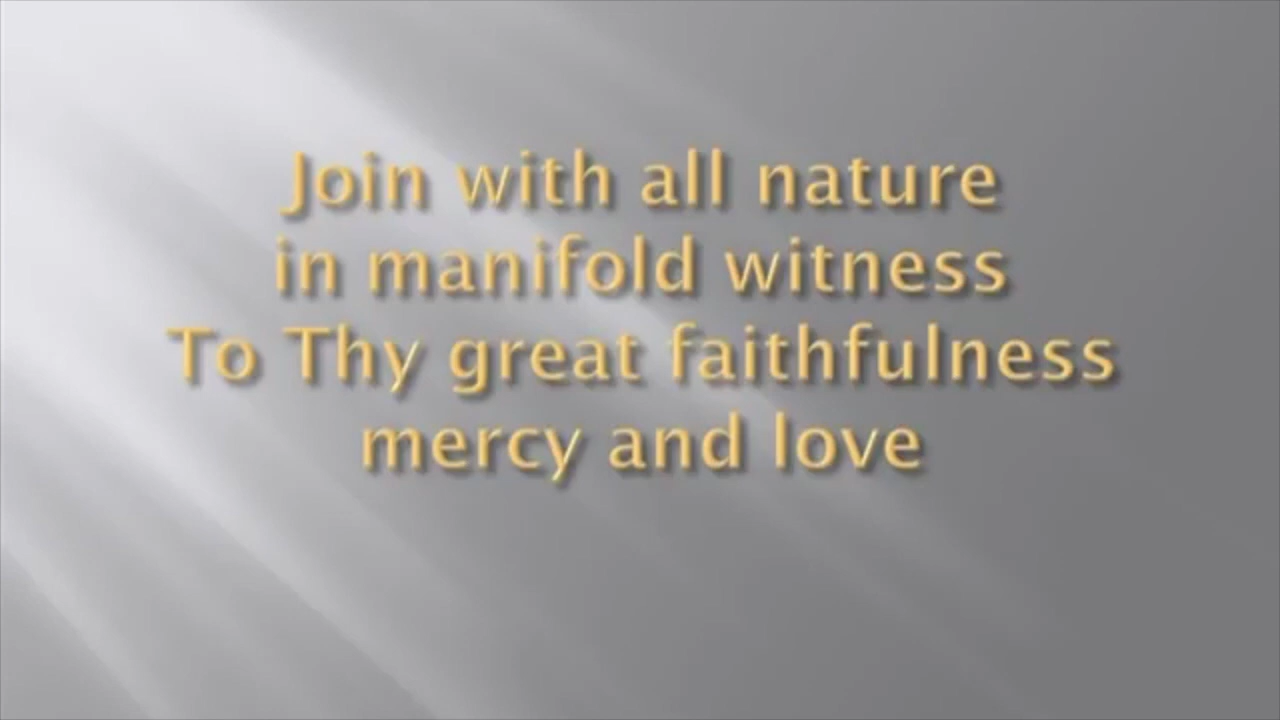 Join with all nature
in manifold witness
To Thy great faithfulness
mercy and love